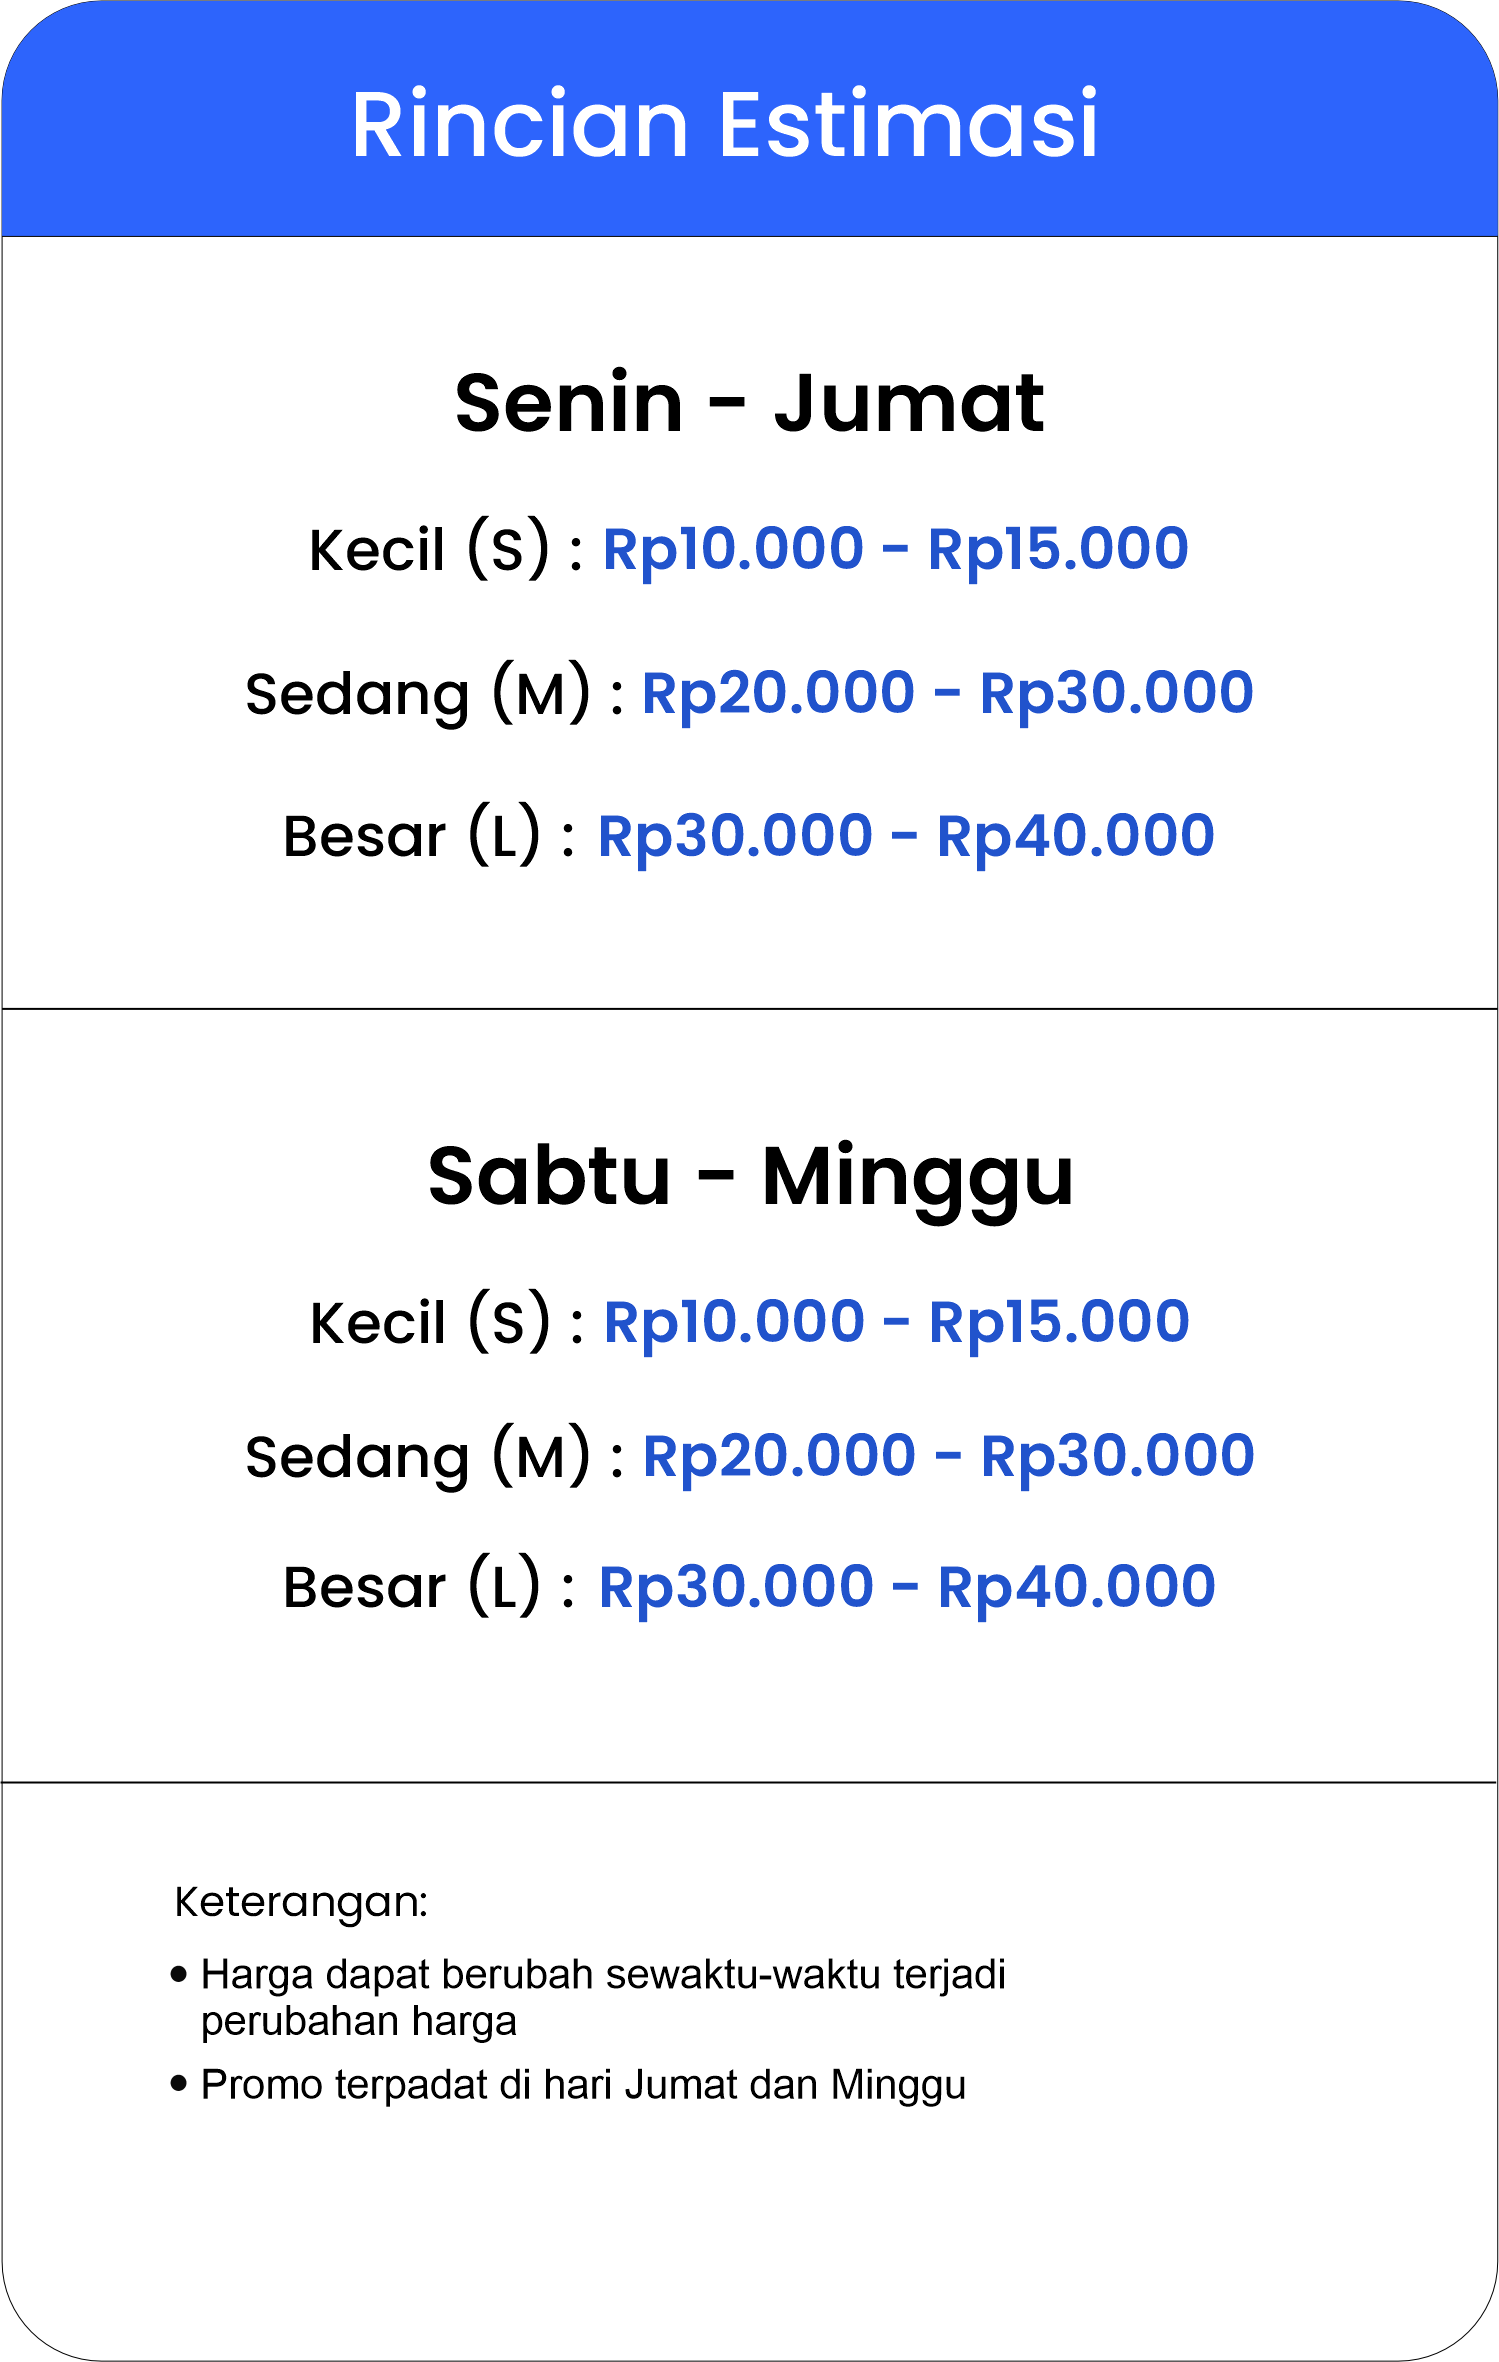 Rincian Estimasi
Senin - Jumat
Kecil (S) : Rp10.000 - Rp15.000
Sedang (M) : Rp20.000 - Rp30.000
Besar (L) : Rp30.000 - Rp40.000
Sabtu - Minggu
Kecil (S) : Rp10.000 - Rp15.000
Sedang (M) : Rp20.000 - Rp30.000
Besar (L) : Rp30.000 - Rp40.000
Keterangan:
• Harga dapat berubah sewaktu-waktu terjadi
perubahan harga
• Promo terpadat di hari Jumat dan Minggu